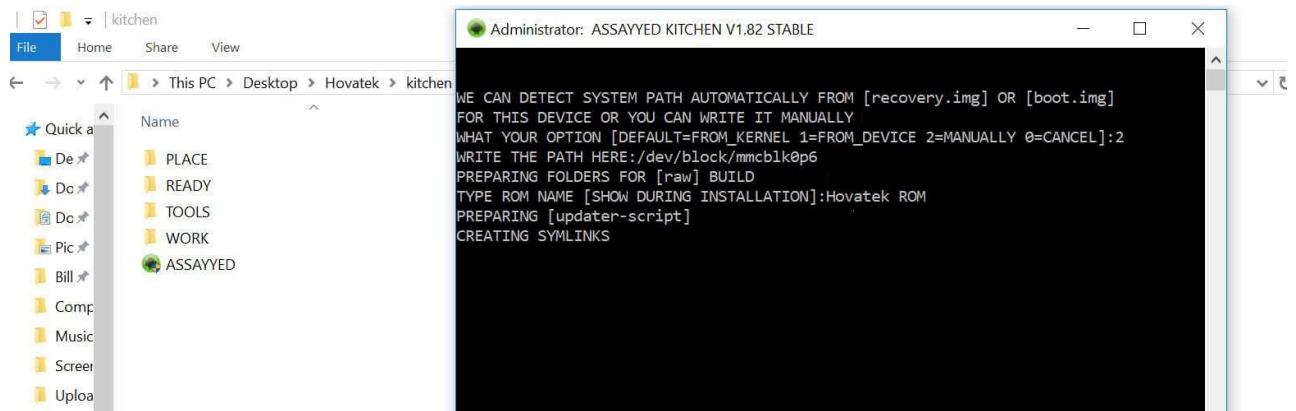 kitchen
File Home Share View
This PC > Desktop > Hovatek > kitchen
Quick a
De
Dc
Dc
Pic
Bill
Comp
Music
Screer
Uploa
Name
PLACE
READY
TOOLS
WORK
ASSAYYED
Administrator: ASSAYYED KITCHEN V1.82 STABLE
WE CAN DETECT SYSTEM PATH AUTOMATICALLY FROM [recovery.img] OR [boot.img]
FOR THIS DEVICE OR YOU CAN WRITE IT MANUALLY
WHAT YOUR OPTION [DEFAULT=FROM_KERNEL 1=FROM_DEVICE 2=MANUALLY 0=CANCEL]:2
WRITE THE PATH HERE:/dev/block/mmcblk0p6
PREPARING FOLDERS FOR [raw] BUILD
TYPE ROM NAME [SHOW DURING INSTALLATION]:Hovatek ROM
PREPARING [updater-script]
CREATING SYMLINKS